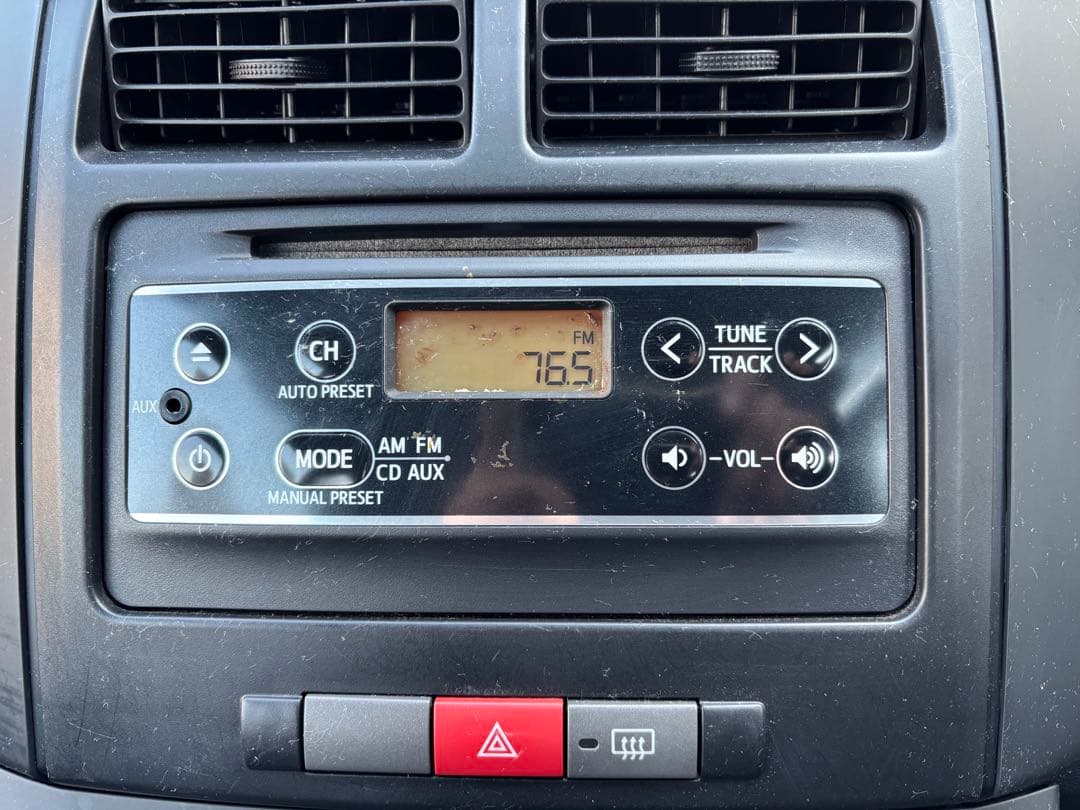 CH
AUTO PRESET
AUX
FM
76.5
TUNE
TRACK
MODE
AM FM
CD AUX
MANUAL PRESET
-VOL-